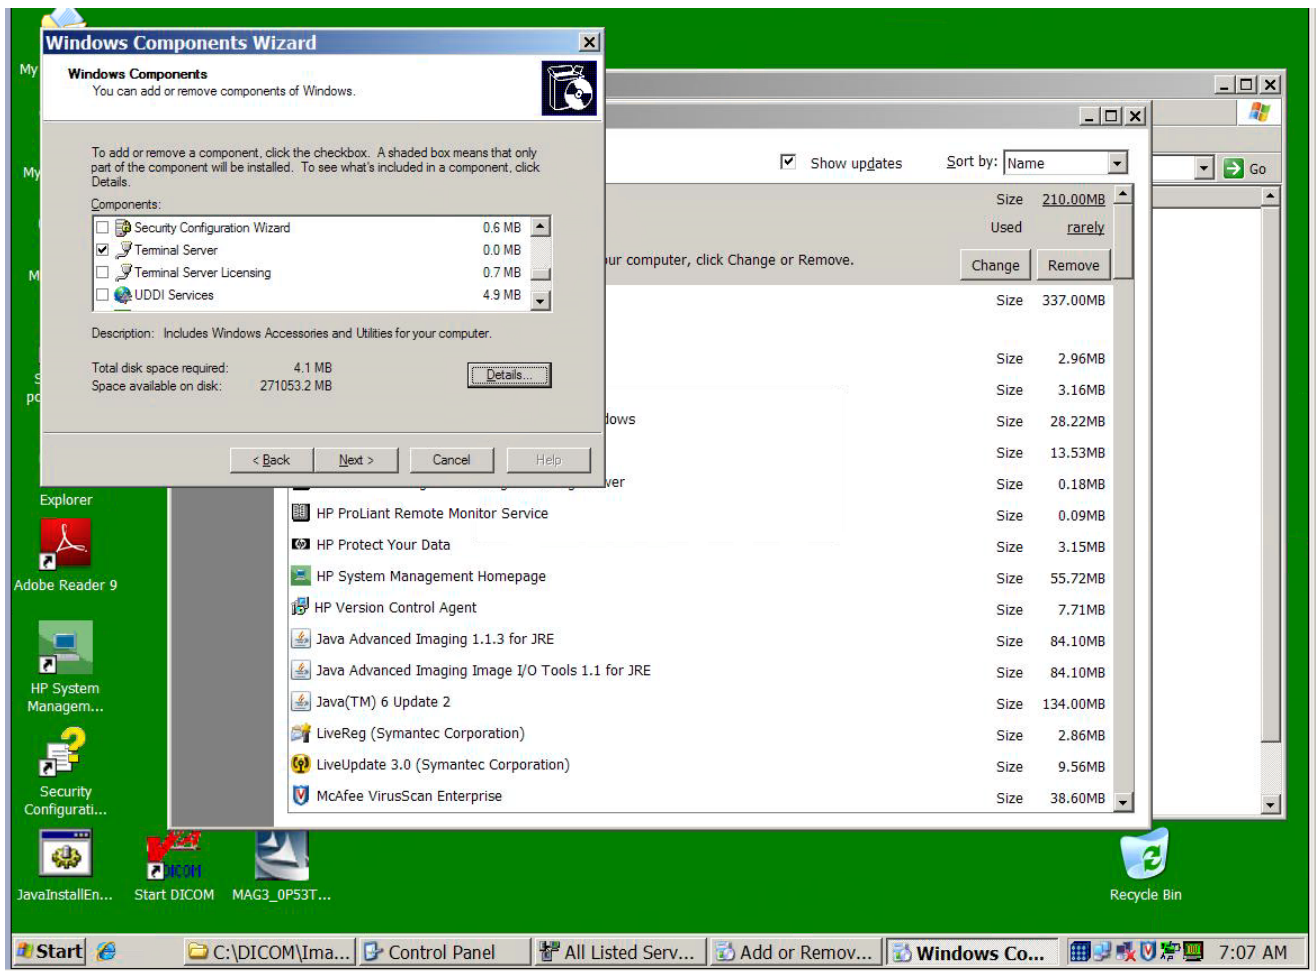 Windows Components Wizard
Windows Components
You can add or remove components of Windows.
To add or remove a component, click the checkbox. A shaded box means that only
part of the component will be installed. To see what's included in a component, click
Details.
Components:
Security Configuration Wizard 0.6 MB
Terminal Server 0.0 MB
Terminal Server Licensing 0.7 MB
UDDI Services 4.9 MB
Description: Includes Windows Accessories and Utilities for your computer.
Total disk space required: 4.1 MB
Space available on disk: 271053.2 MB
Details...
< Back Next > Cancel Help
Show updates Sort by: Name
Go
Size 210.00MB
Used rarely
computer, click Change or Remove.
Change Remove
Size 337.00MB
Size 2.96MB
Size 3.16MB
Size 28.22MB
Size 13.53MB
Size 0.18MB
HP ProLiant Remote Monitor Service Size 0.09MB
HP Protect Your Data Size 3.15MB
HP System Management Homepage Size 55.72MB
HP Version Control Agent Size 7.71MB
Java Advanced Imaging 1.1.3 for JRE Size 84.10MB
Java Advanced Imaging Image I/O Tools 1.1 for JRE Size 84.10MB
Java(TM) 6 Update 2 Size 134.00MB
LiveReg (Symantec Corporation) Size 2.86MB
LiveUpdate 3.0 (Symantec Corporation) Size 9.56MB
McAfee VirusScan Enterprise Size 38.60MB
My
My
Explorer
Adobe Reader 9
HP System
Managem...
Security
Configurati...
JavaInstallEn...
DICOM
Start DICOM
MAG3_0P53T...
Recycle Bin
Start C:\DICOM\Ima... Control Panel All Listed Serv... Add or Remov... Windows Co... 7:07 AM